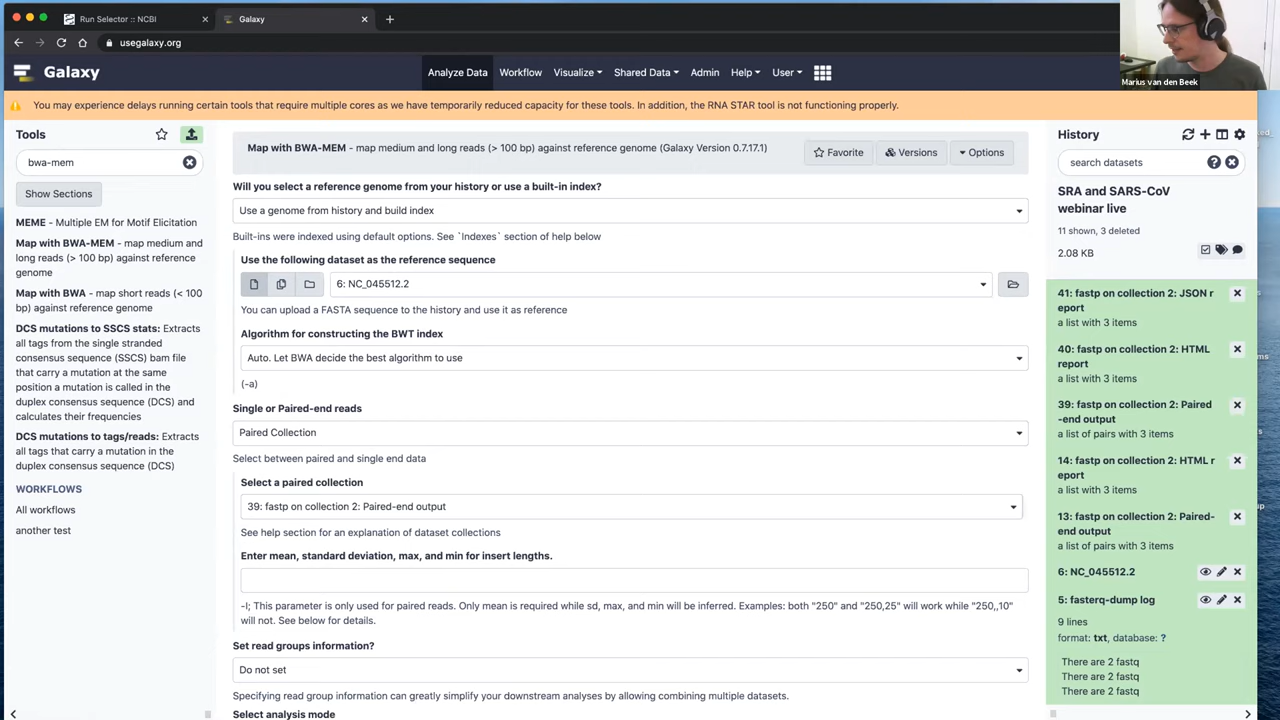 Run Selector :: NCBI
Galaxy
usegalaxy.org
Galaxy
Analyze Data
Workflow
Visualize
Shared Data
Admin
Help
User
Marius van den Beek
You may experience delays running certain tools that require multiple cores as we have temporarily reduced capacity for these tools. In addition, the RNA STAR tool is not functioning properly.
Tools
bwa-mem
Show Sections
MEME - Multiple EM for Motif Elicitation
Map with BWA-MEM - map medium and
long reads (> 100 bp) against reference
genome
Map with BWA - map short reads (< 100
bp) against reference genome
DCS mutations to SSCS stats: Extracts
all tags from the single stranded
consensus sequence (SSCS) bam file
that carry a mutation at the same
position a mutation is called in the
duplex consensus sequence (DCS) and
calculates their frequencies
DCS mutations to tags/reads: Extracts
all tags that carry a mutation in the
duplex consensus sequence (DCS)
WORKFLOWS
All workflows
another test
Map with BWA-MEM - map medium and long reads (> 100 bp) against reference genome (Galaxy Version 0.7.17.1)
Favorite
Versions
Options
Will you select a reference genome from your history or use a built-in index?
Use a genome from history and build index
Built-ins were indexed using default options. See `Indexes` section of help below
Use the following dataset as the reference sequence
6: NC_045512.2
You can upload a FASTA sequence to the history and use it as reference
Algorithm for constructing the BWT index
Auto. Let BWA decide the best algorithm to use
(-a)
Single or Paired-end reads
Paired Collection
Select between paired and single end data
Select a paired collection
39: fastp on collection 2: Paired-end output
See help section for an explanation of dataset collections
Enter mean, standard deviation, max, and min for insert lengths.
-I; This parameter is only used for paired reads. Only mean is required while sd, max, and min will be inferred. Examples: both "250" and "250,25" will work while "250,,10"
will not. See below for details.
Set read groups information?
Do not set
Specifying read group information can greatly simplify your downstream analyses by allowing combining multiple datasets.
Select analysis mode
History
search datasets
SRA and SARS-CoV
webinar live
11 shown, 3 deleted
2.08 KB
41: fastp on collection 2: JSON r
eport
a list with 3 items
40: fastp on collection 2: HTML
report
a list with 3 items
39: fastp on collection 2: Paired
-end output
a list of pairs with 3 items
14: fastp on collection 2: HTML r
eport
a list with 3 items
13: fastp on collection 2: Paired-
end output
a list of pairs with 3 items
6: NC_045512.2
5: fasterq-dump log
9 lines
format: txt, database: ?
There are 2 fastq
There are 2 fastq
There are 2 fastq